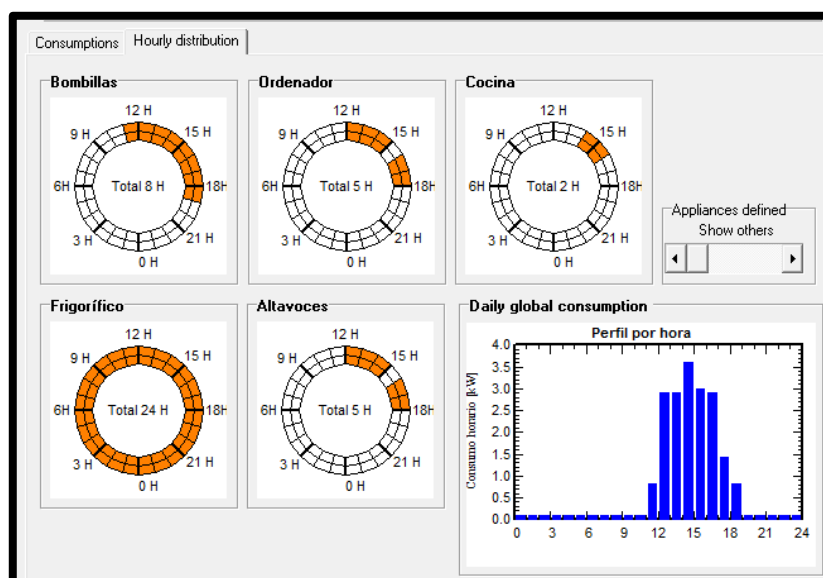 Consumptions
Hourly distribution
Bombillas
12 H
9 H
15 H
6H
Total 8 H
18H
3 H
21 H
0 H
Ordenador
12 H
9 H
15 H
6H
Total 5 H
18H
3 H
21 H
0 H
Cocina
12 H
9 H
15 H
6H
Total 2 H
18H
3 H
21 H
0 H
Appliances defined
Show others
Frigorífico
12 H
9 H
15 H
6H
Total 24 H
18H
3 H
21 H
0 H
Altavoces
12 H
9 H
15 H
6H
Total 5 H
18H
3 H
21 H
0 H
Daily global consumption
Perfil por hora
Consumo horario [kW]
4.0
3.5
3.0
2.5
2.0
1.5
1.0
0.5
0.0
0 3 6 9 12 15 18 21 24